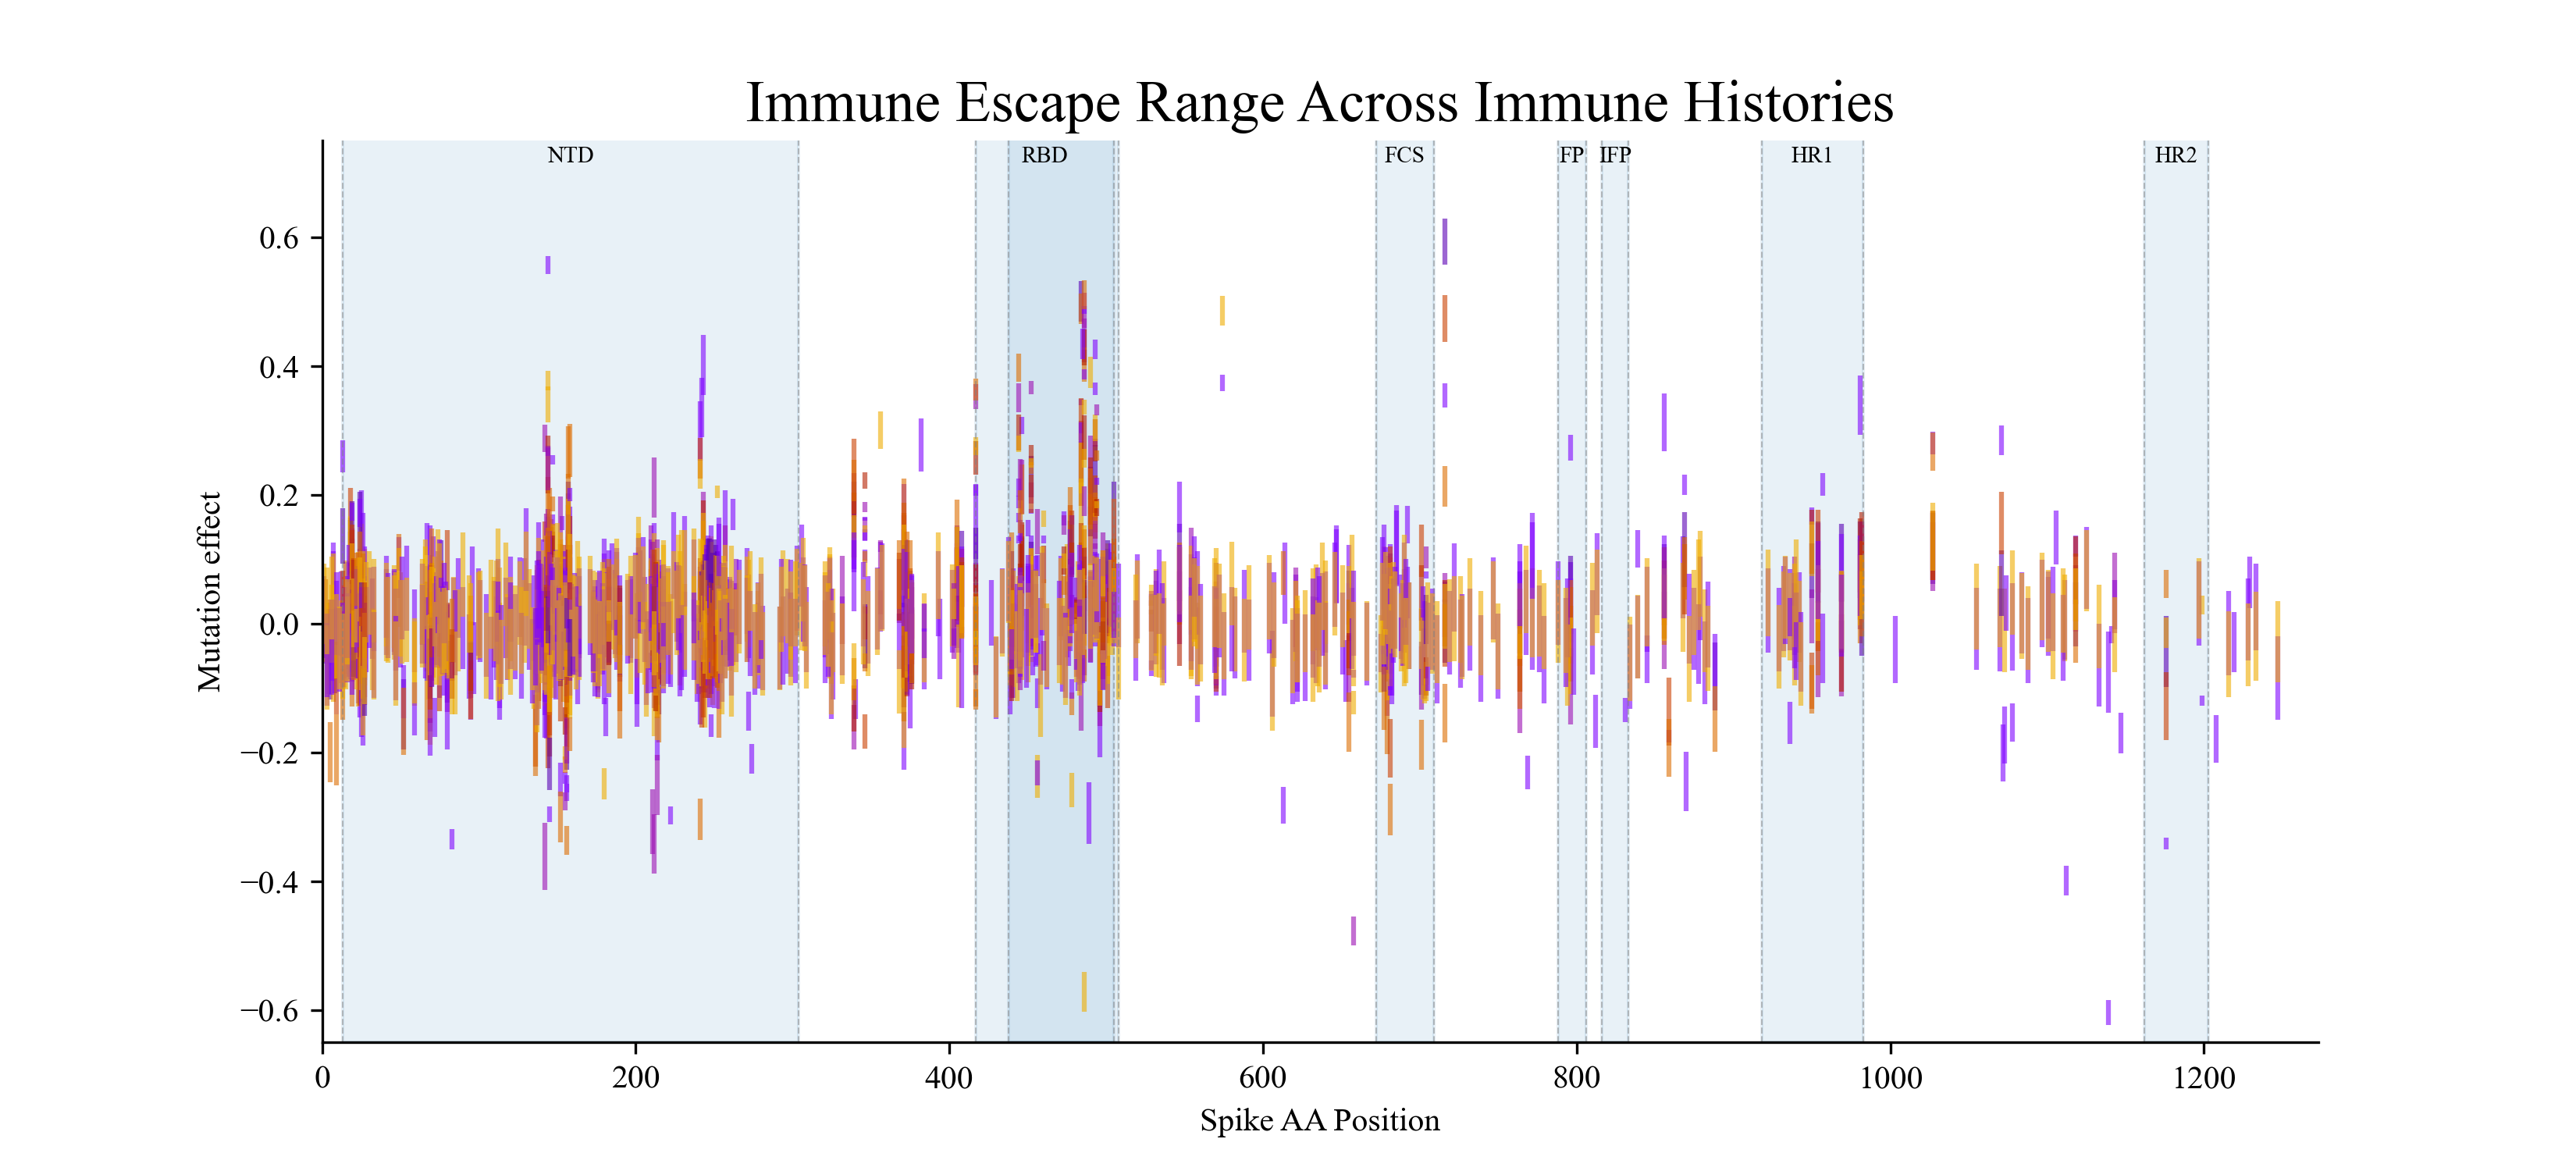 Immune Escape Range Across Immune Histories
NTD RBD FCS FP IFP HR1 HR2
0.6
0.4
0.2
0.0
−0.2
−0.4
−0.6
Mutation effect
0 200 400 600 800 1000 1200
Spike AA Position